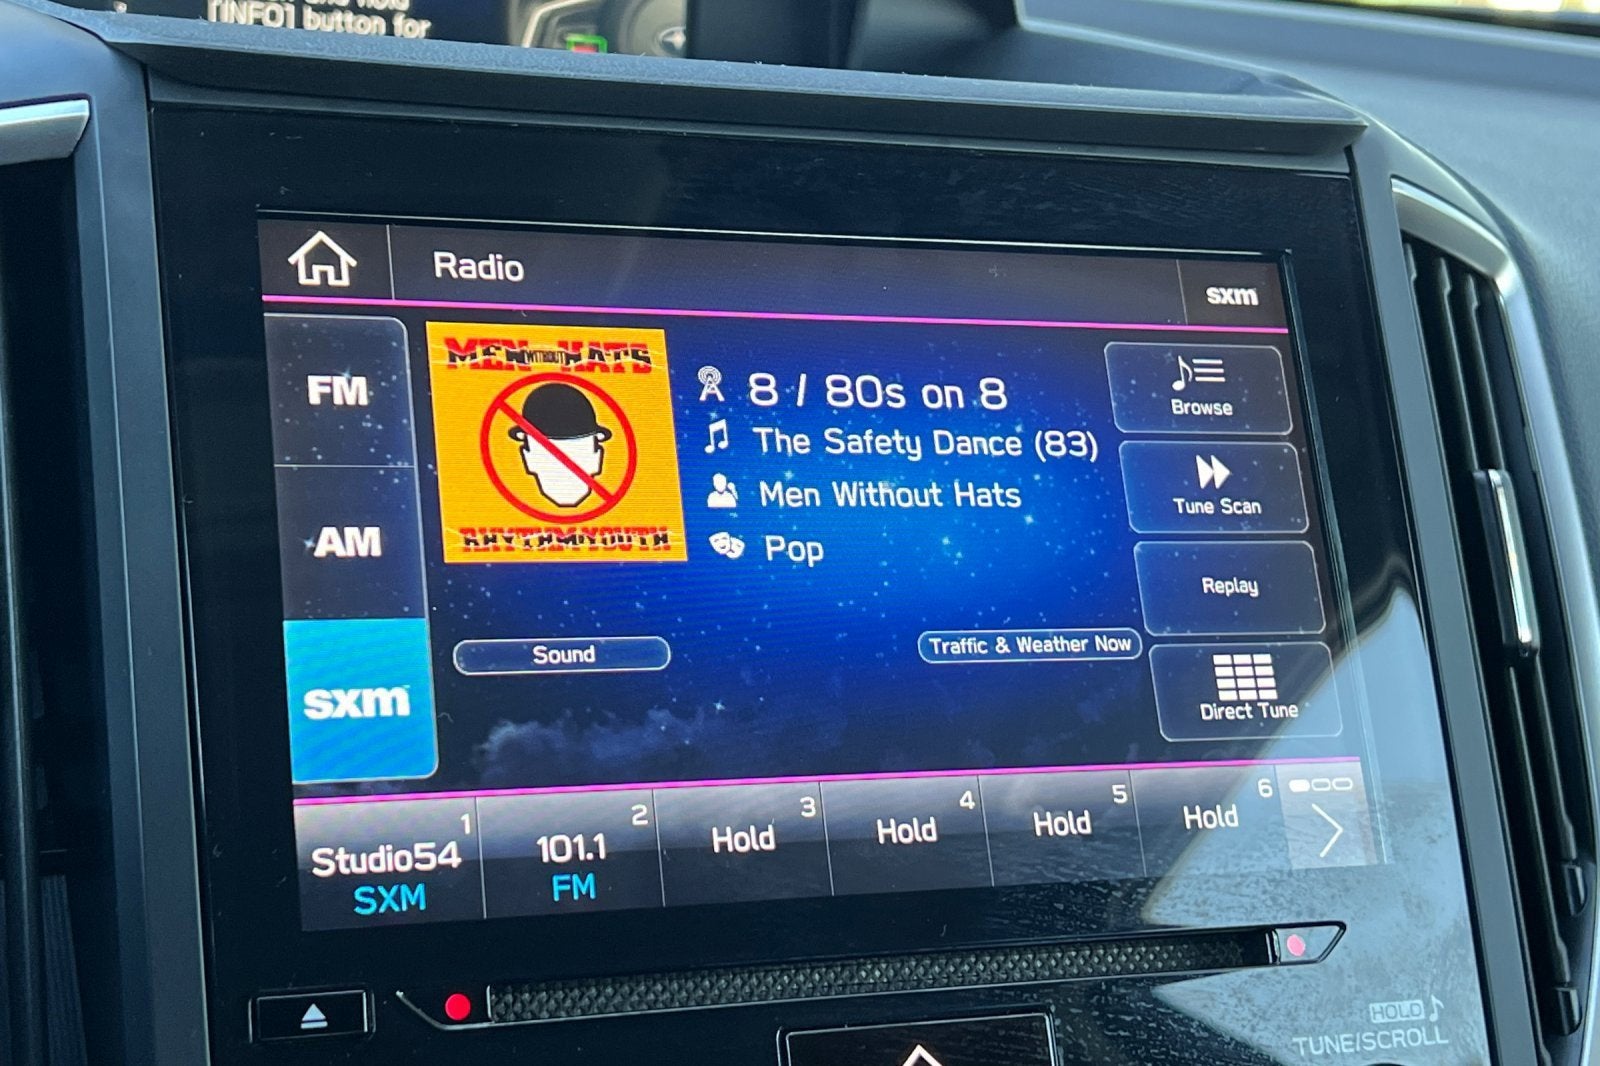 and hold
[INFO] button for
Radio
sxm
FM
AM
sxm
MEN WITHOUT HATS
RHYTHM OF YOUTH
8 / 80s on 8
The Safety Dance (83)
Men Without Hats
Pop
Sound
Traffic & Weather Now
Browse
Tune Scan
Replay
Direct Tune
1
Studio54
SXM
2
101.1
FM
3
Hold
4
Hold
5
Hold
6
Hold
HOLD
TUNE/SCROLL